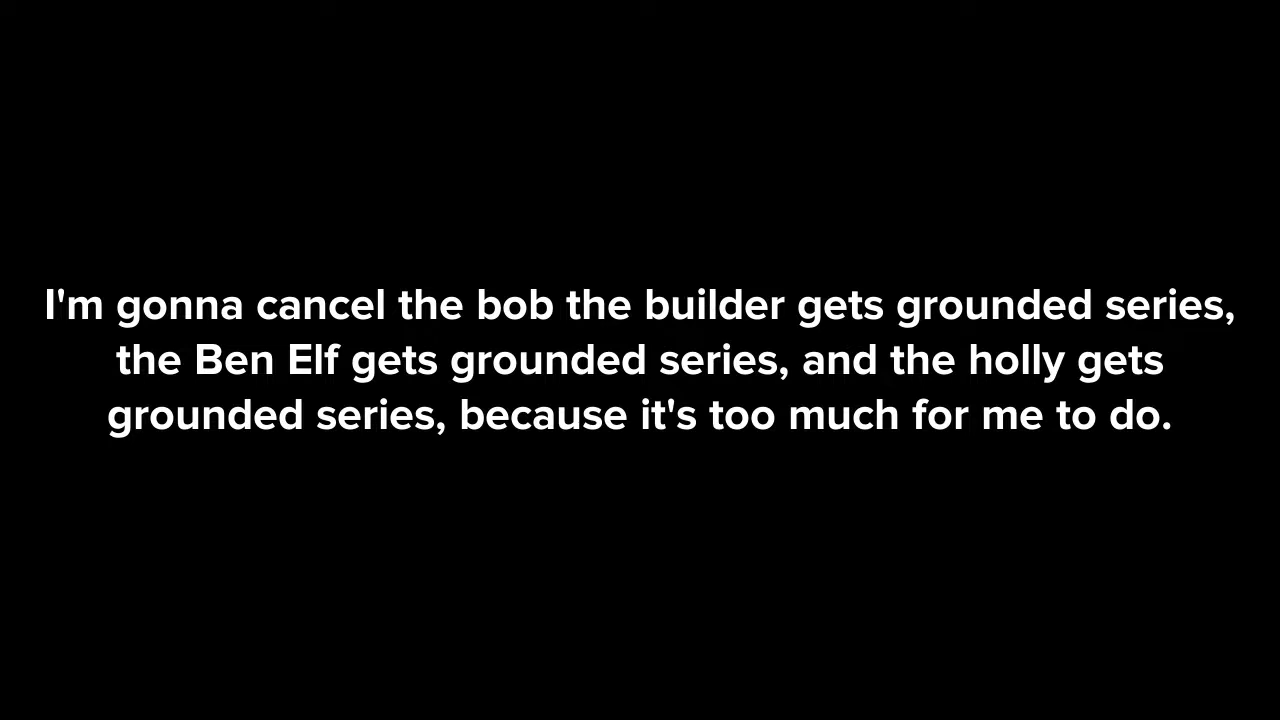 I'm gonna cancel the bob the builder gets grounded series,
the Ben Elf gets grounded series, and the holly gets
grounded series, because it's too much for me to do.